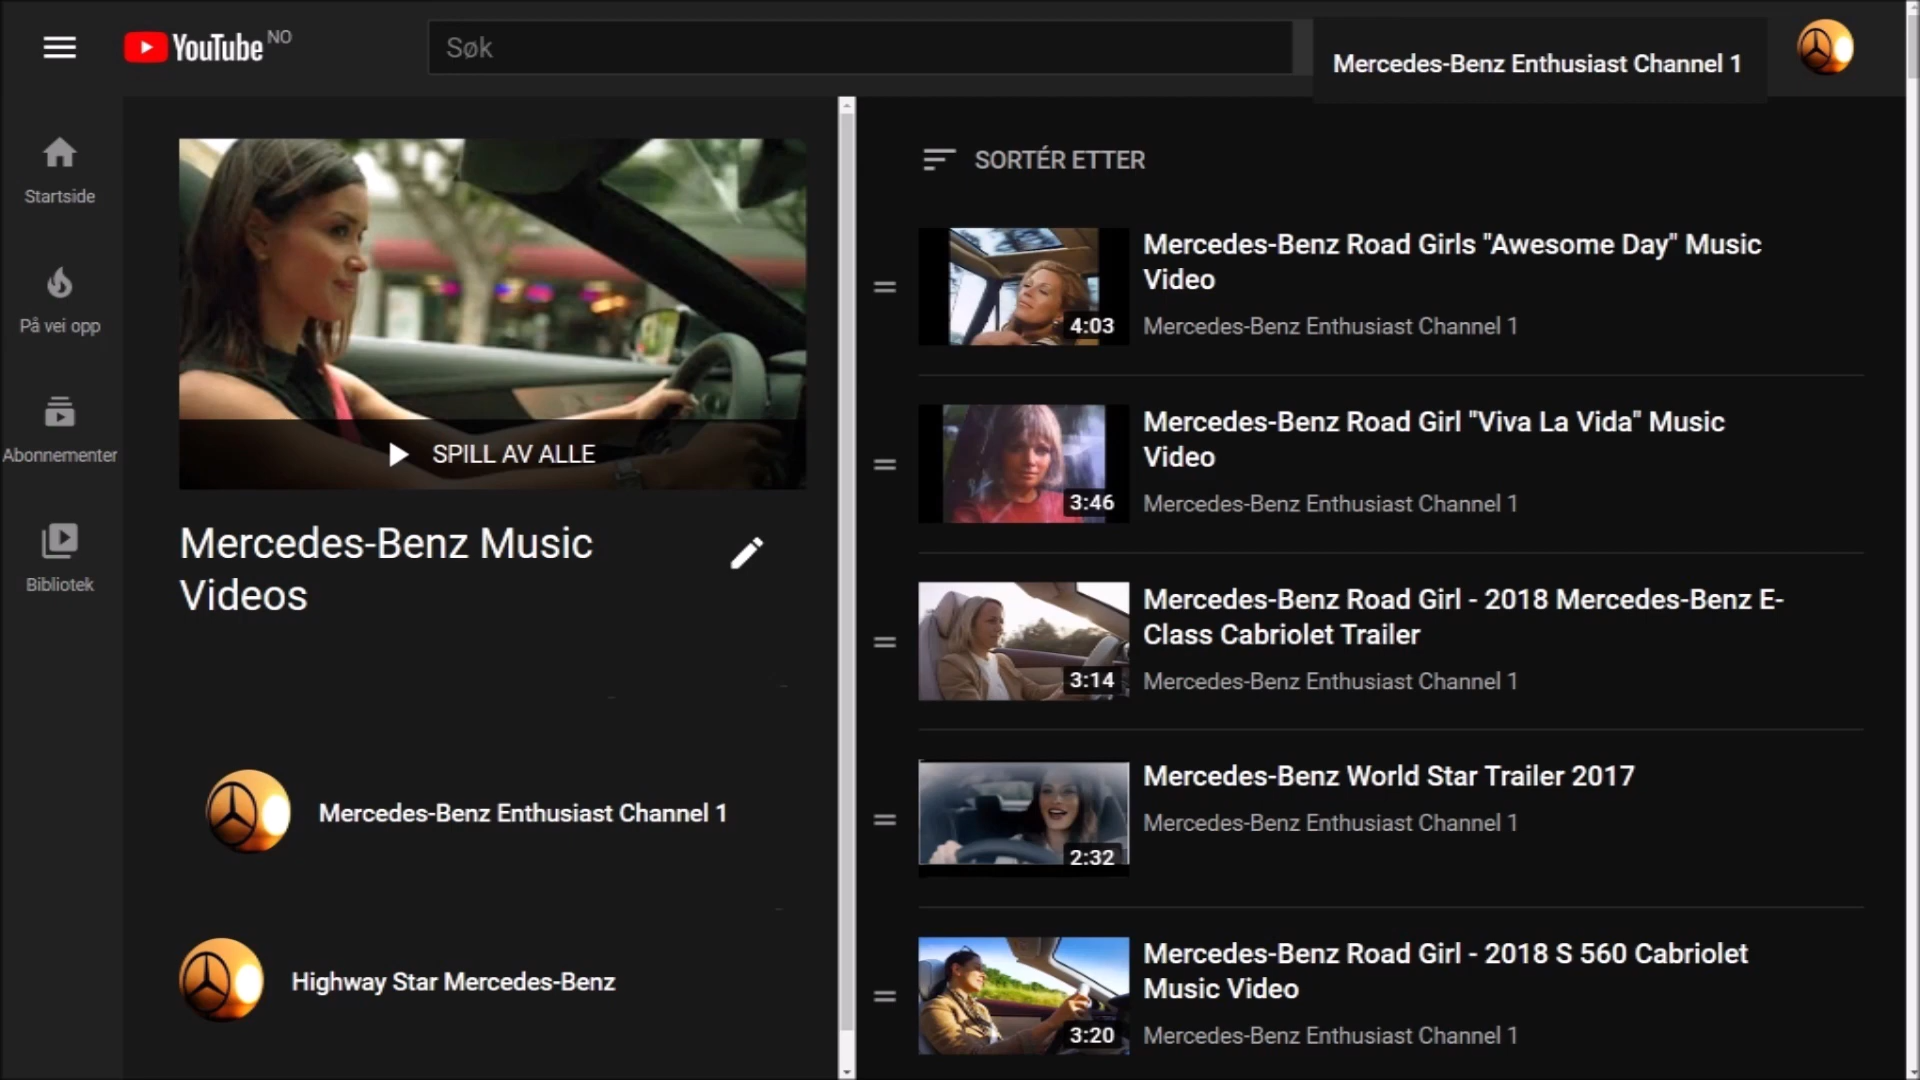 YouTube NO
Søk
Mercedes-Benz Enthusiast Channel 1
Startside
På vei opp
Abonnementer
Bibliotek
SPILL AV ALLE
Mercedes-Benz Music
Videos
Mercedes-Benz Enthusiast Channel 1
Highway Star Mercedes-Benz
SORTÉR ETTER
Mercedes-Benz Road Girls "Awesome Day" Music
Video
Mercedes-Benz Enthusiast Channel 1
4:03
Mercedes-Benz Road Girl "Viva La Vida" Music
Video
Mercedes-Benz Enthusiast Channel 1
3:46
Mercedes-Benz Road Girl - 2018 Mercedes-Benz E-
Class Cabriolet Trailer
Mercedes-Benz Enthusiast Channel 1
3:14
Mercedes-Benz World Star Trailer 2017
Mercedes-Benz Enthusiast Channel 1
2:32
Mercedes-Benz Road Girl - 2018 S 560 Cabriolet
Music Video
Mercedes-Benz Enthusiast Channel 1
3:20